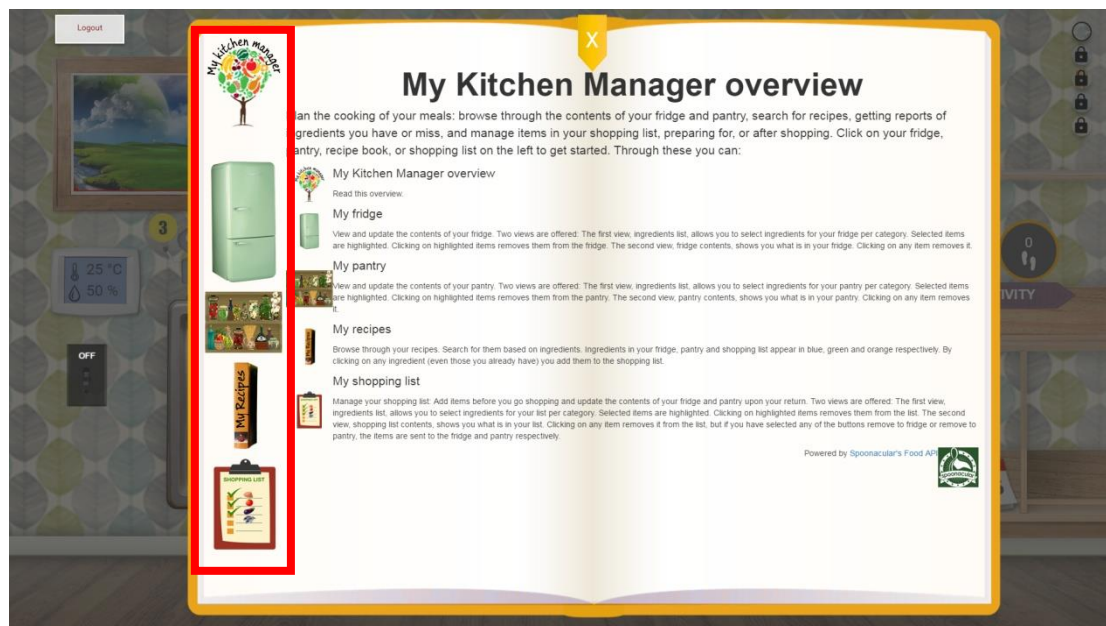 Logout
X
My kitchen manager
My Kitchen Manager overview
lan the cooking of your meals: browse through the contents of your fridge and pantry, search for recipes, getting reports of
ngredients you have or miss, and manage items in your shopping list, preparing for, or after shopping. Click on your fridge,
antry, recipe book, or shopping list on the left to get started. Through these you can:
My Kitchen Manager overview
Read this overview.
My fridge
View and update the contents of your fridge. Two views are offered: The first view, ingredients list, allows you to select ingredients for your fridge per category. Selected items
are highlighted. Clicking on highlighted items removes them from the fridge. The second view, fridge contents, shows you what is in your fridge. Clicking on any item removes it.
My pantry
View and update the contents of your pantry. Two views are offered: The first view, ingredients list, allows you to select ingredients for your pantry per category. Selected items
are highlighted. Clicking on highlighted items removes them from the pantry. The second view, pantry contents, shows you what is in your pantry. Clicking on any item removes
it.
My recipes
Browse through your recipes. Search for them based on ingredients. Ingredients in your fridge, pantry and shopping list appear in blue, green and orange respectively. By
clicking on any ingredient (even those you already have) you add them to the shopping list.
My shopping list
Manage your shopping list: Add items before you go shopping and update the contents of your fridge and pantry upon your return. Two views are offered: The first view,
ingredients list, allows you to select ingredients for your list per category. Selected items are highlighted. Clicking on highlighted items removes them from the list. The second
view, shopping list contents, shows you what is in your list. Clicking on any item removes it from the list, but if you have selected any of the buttons remove to fridge or remove to
pantry, the items are sent to the fridge and pantry respectively.
Powered by Spoonacular's Food API
spoonacular
My Recipes
SHOPPING LIST
3
25 °C
50 %
OFF
0
IVITY